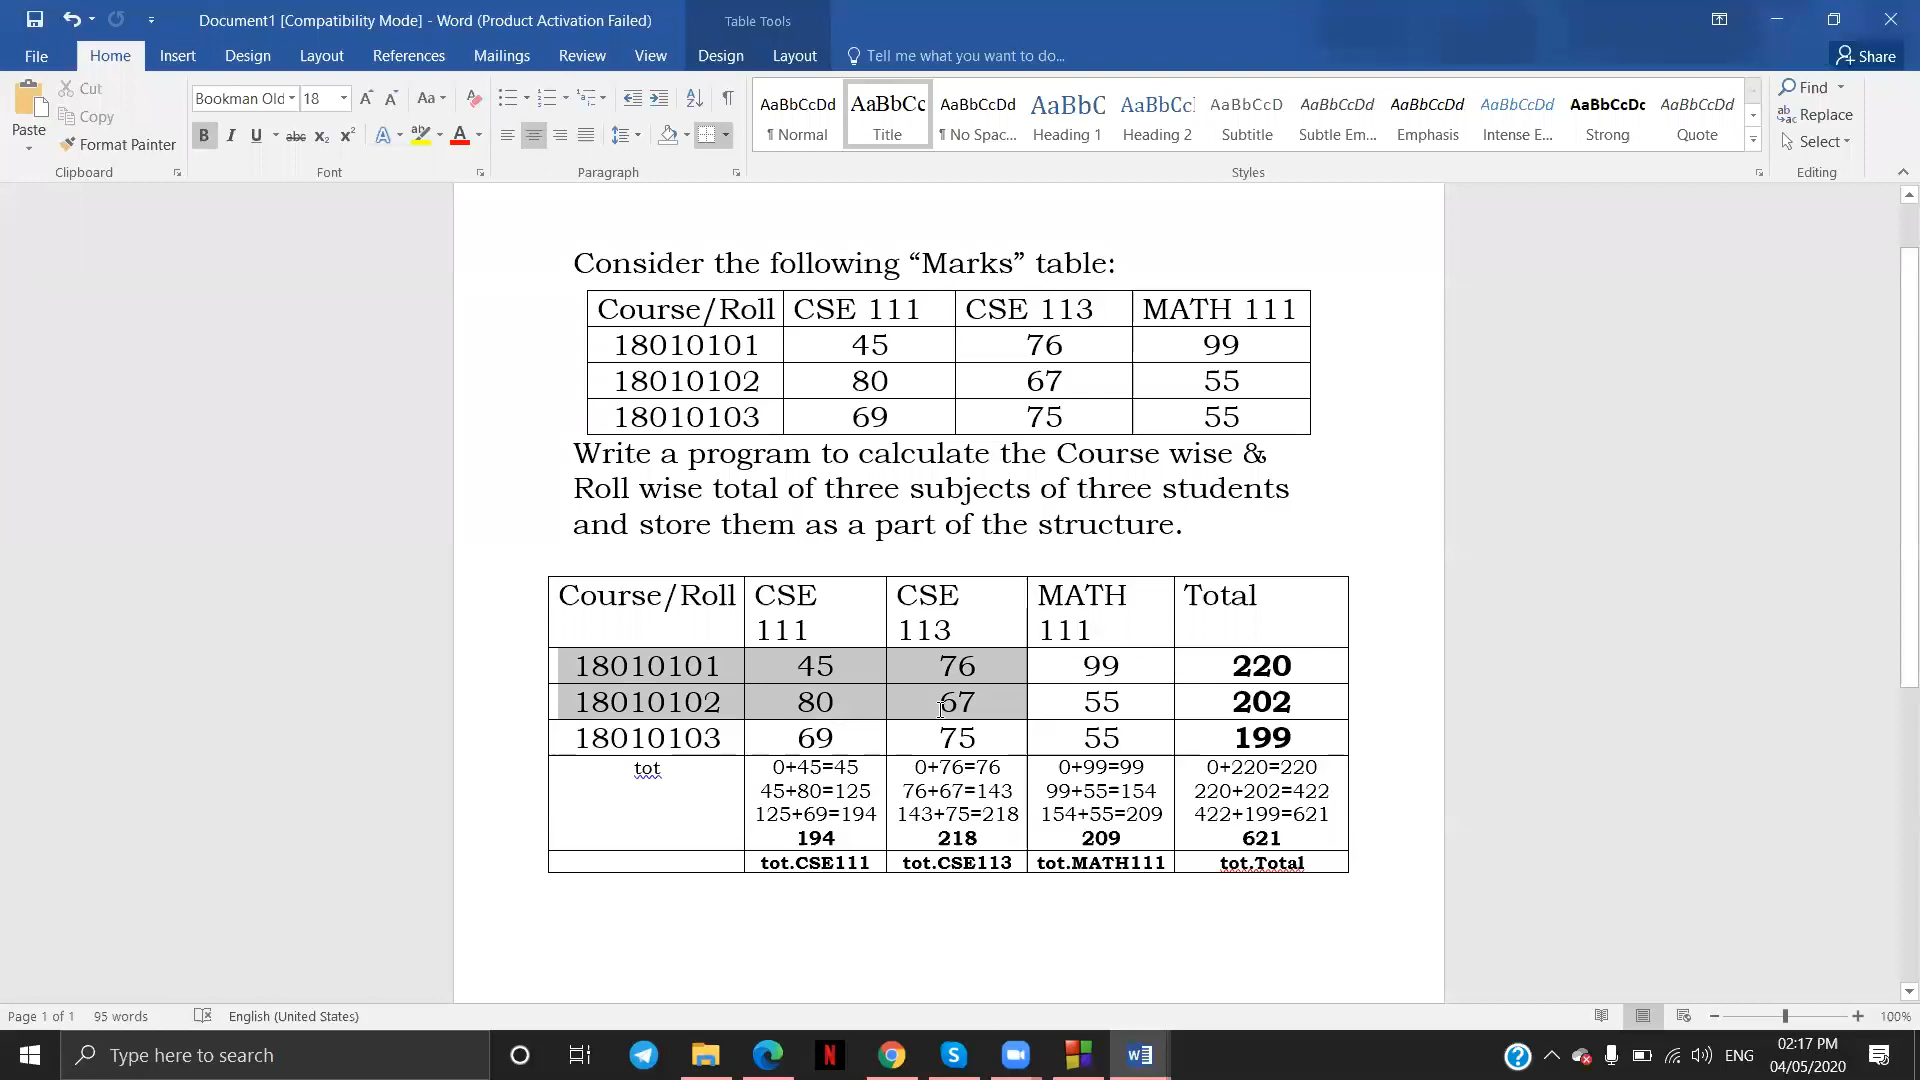 Document1 [Compatibility Mode] - Word (Product Activation Failed)
Table Tools
File Home Insert Design Layout References Mailings Review View Design Layout Tell me what you want to do... Share
Paste
Cut
Copy
Format Painter
Clipboard
Bookman Old 18
Font
Paragraph
AaBbCcDd AaBbCc AaBbCcDd AaBbC AaBbCc AaBbCcD AaBbCcDd AaBbCcDd AaBbCcDd AaBbCcDc AaBbCcDd
¶ Normal Title ¶ No Spac... Heading 1 Heading 2 Subtitle Subtle Em... Emphasis Intense E... Strong Quote
Styles
Find
Replace
Select
Editing
Consider the following “Marks” table:
Course/Roll CSE 111 CSE 113 MATH 111
18010101 45 76 99
18010102 80 67 55
18010103 69 75 55
Write a program to calculate the Course wise &
Roll wise total of three subjects of three students
and store them as a part of the structure.
Course/Roll CSE 111 CSE 113 MATH 111 Total
18010101 45 76 99 220
18010102 80 67 55 202
18010103 69 75 55 199
tot 0+45=45 0+76=76 0+99=99 0+220=220
45+80=125 76+67=143 99+55=154 220+202=422
125+69=194 143+75=218 154+55=209 422+199=621
194 218 209 621
tot.CSE111 tot.CSE113 tot.MATH111 tot.Total
Page 1 of 1 95 words English (United States) 100%
Type here to search
ENG
02:17 PM
04/05/2020